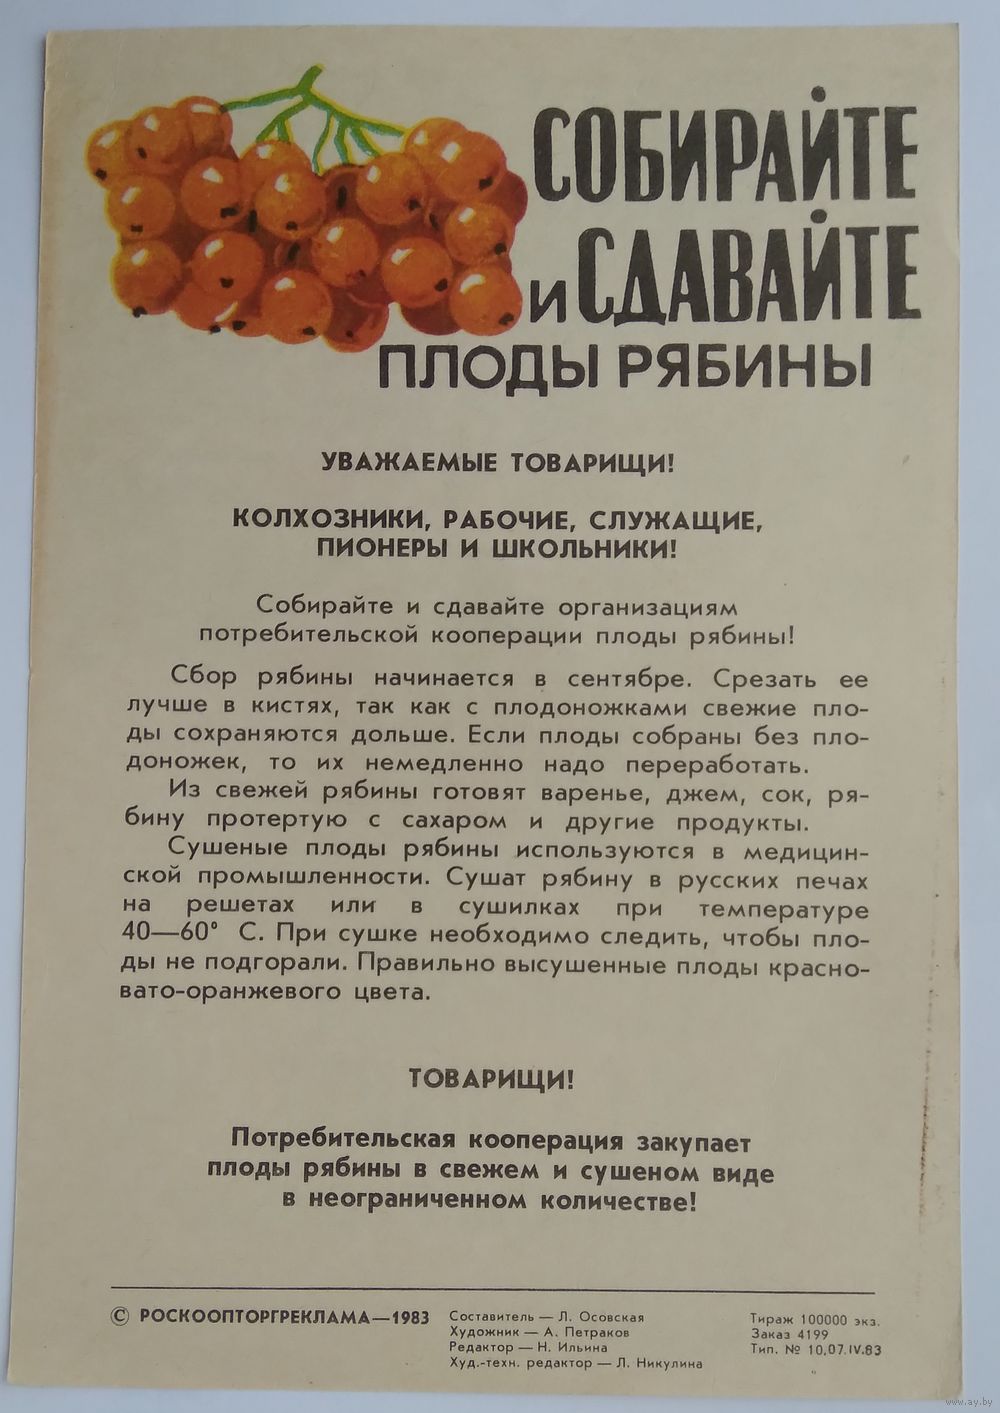 СОБИРАЙТЕ
и СДАВАЙТЕ
ПЛОДЫ РЯБИНЫ
УВАЖАЕМЫЕ ТОВАРИЩИ!
КОЛХОЗНИКИ, РАБОЧИЕ, СЛУЖАЩИЕ,
ПИОНЕРЫ И ШКОЛЬНИКИ!
Собирайте и сдавайте организациям
потребительской кооперации плоды рябины!
Сбор рябины начинается в сентябре. Срезать ее
лучше в кистях, так как с плодоножками свежие пло-
ды сохраняются дольше. Если плоды собраны без пло-
доножек, то их немедленно надо переработать.
Из свежей рябины готовят варенье, джем, сок, ря-
бину протертую с сахаром и другие продукты.
Сушеные плоды рябины используются в медицин-
ской промышленности. Сушат рябину в русских печах
на решетах или в сушилках при температуре
40—60° С. При сушке необходимо следить, чтобы пло-
ды не подгорали. Правильно высушенные плоды красно-
вато-оранжевого цвета.
ТОВАРИЩИ!
Потребительская кооперация закупает
плоды рябины в свежем и сушеном виде
в неограниченном количестве!
© РОСКООПТОРГРЕКЛАМА—1983
Составитель — Л. Осовская
Художник — А. Петраков
Редактор — Н. Ильина
Худ.-техн. редактор — Л. Никулина
Тираж 100000 экз.
Заказ 4199
Тип. № 10,07.IV.83
www.ay.by